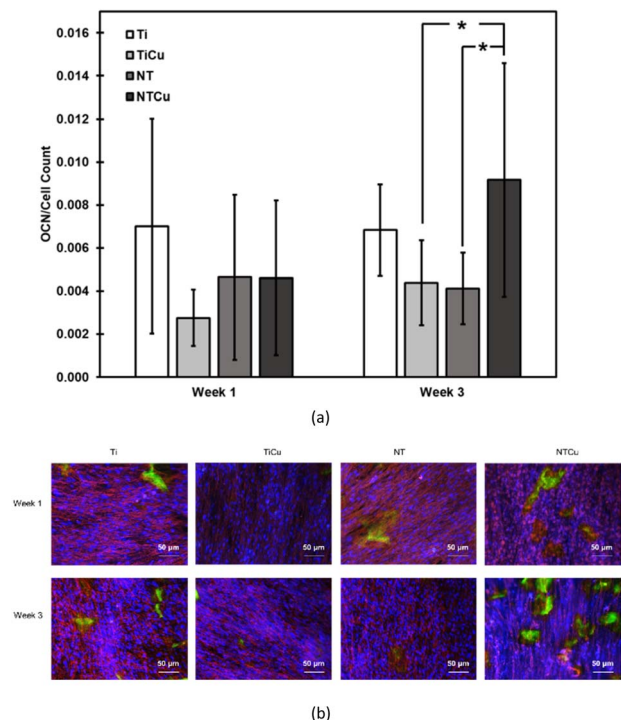 0.016
0.014
0.012
0.010
0.008
0.006
0.004
0.002
0.000
OCN/Cell Count
Ti
TiCu
NT
NTCu
*
*
Week 1 Week 3
(a)
Ti TiCu NT NTCu
Week 1
50 µm 50 µm 50 µm 50 µm
Week 3
50 µm 50 µm 50 µm 50 µm
(b)